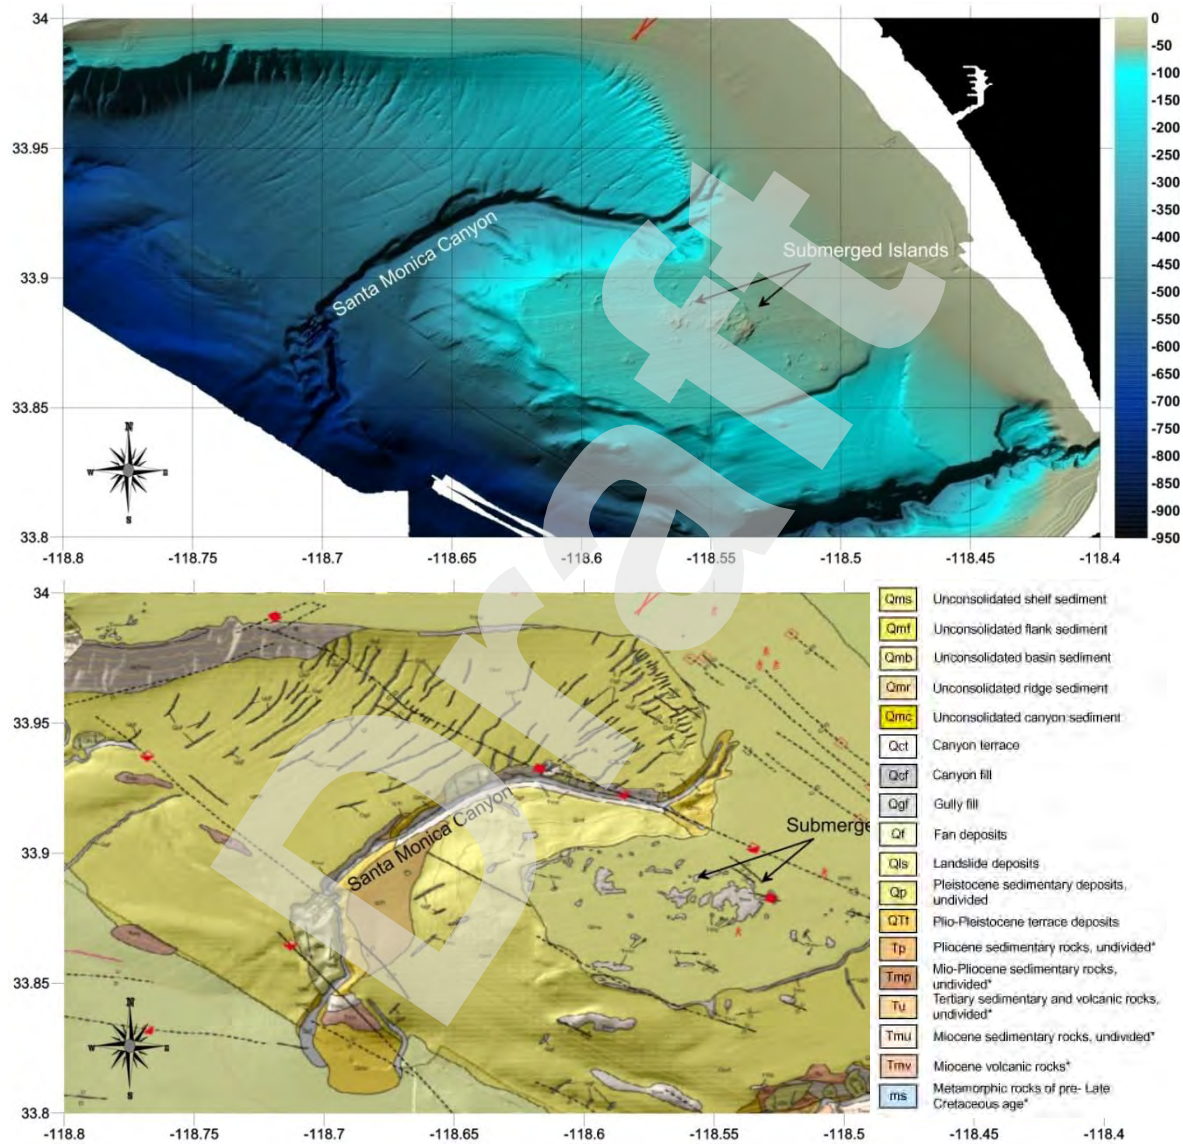 34
33.95
33.9
33.85
33.8
-118.8
-118.75
-118.7
-118.65
-118.6
-118.55
-118.5
-118.45
-118.4
Santa Monica Canyon
Submerged Islands
N
W
E
S
0
-50
-100
-150
-200
-250
-300
-350
-400
-450
-500
-550
-600
-650
-700
-750
-800
-850
-900
-950
Draft
34
33.95
33.9
33.85
33.8
-118.8
-118.75
-118.7
-118.65
-118.6
-118.55
-118.5
-118.45
-118.4
Santa Monica Canyon
Submerge
N
W
E
S
Qms Unconsolidated shelf sediment
Qmf Unconsolidated flank sediment
Qmb Unconsolidated basin sediment
Qmr Unconsolidated ridge sediment
Qmc Unconsolidated canyon sediment
Qct Canyon terrace
Qcf Canyon fill
Qgf Gully fill
Qf Fan deposits
Qls Landslide deposits
Qp Pleistocene sedimentary deposits,
undivided
QTt Plio-Pleistocene terrace deposits
Tp Pliocene sedimentary rocks, undivided*
Tmp Mio-Pliocene sedimentary rocks,
undivided*
Tu Tertiary sedimentary and volcanic rocks,
undivided*
Tmu Miocene sedimentary rocks, undivided*
Tmv Miocene volcanic rocks*
ms Metamorphic rocks of pre- Late
Cretaceous age*